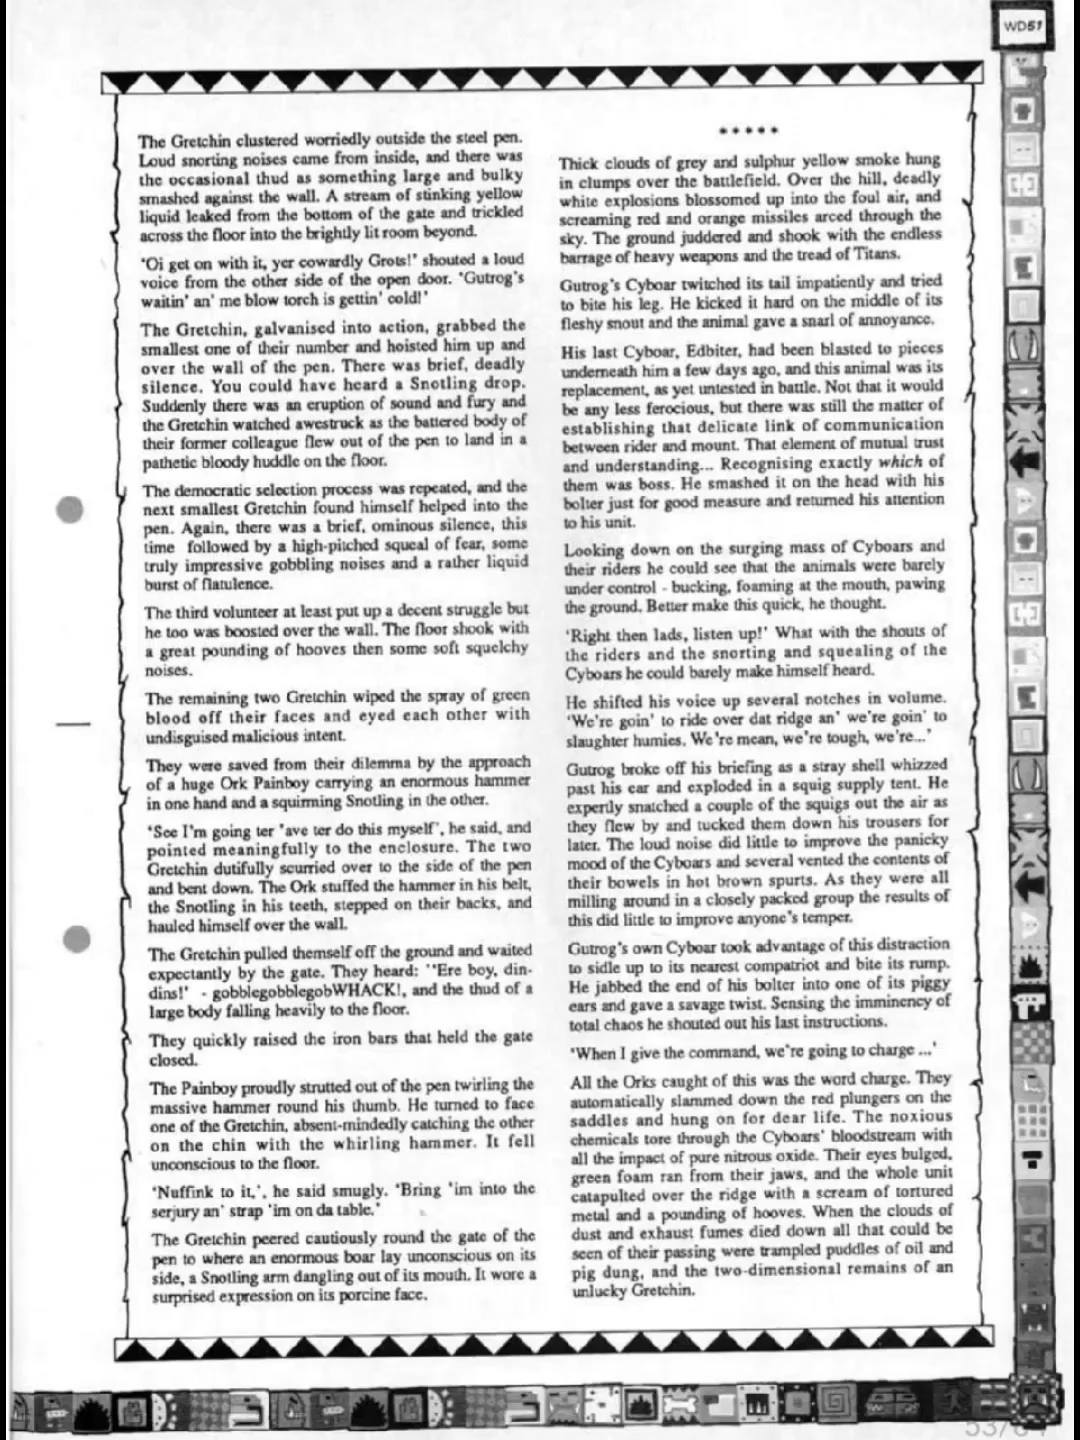 WD51
The Gretchin clustered worriedly outside the steel pen.
Loud snorting noises came from inside, and there was
the occasional thud as something large and bulky
smashed against the wall. A stream of stinking yellow
liquid leaked from the bottom of the gate and trickled
across the floor into the brightly lit room beyond.
'Oi get on with it, yer cowardly Grots!' shouted a loud
voice from the other side of the open door. 'Gutrog's
waitin' an' me blow torch is gettin' cold!'
The Gretchin, galvanised into action, grabbed the
smallest one of their number and hoisted him up and
over the wall of the pen. There was brief, deadly
silence. You could have heard a Snotling drop.
Suddenly there was an eruption of sound and fury and
the Gretchin watched awestruck as the battered body of
their former colleague flew out of the pen to land in a
pathetic bloody huddle on the floor.
The democratic selection process was repeated, and the
next smallest Gretchin found himself helped into the
pen. Again, there was a brief, ominous silence, this
time followed by a high-pitched squeal of fear, some
truly impressive gobbling noises and a rather liquid
burst of flatulence.
The third volunteer at least put up a decent struggle but
he too was boosted over the wall. The floor shook with
a great pounding of hooves then some soft squelchy
noises.
The remaining two Gretchin wiped the spray of green
blood off their faces and eyed each other with
undisguised malicious intent.
They were saved from their dilemma by the approach
of a huge Ork Painboy carrying an enormous hammer
in one hand and a squirming Snotling in the other.
'See I'm going ter 'ave ter do this myself', he said, and
pointed meaningfully to the enclosure. The two
Gretchin dutifully scurried over to the side of the pen
and bent down. The Ork stuffed the hammer in his belt,
the Snotling in his teeth, stepped on their backs, and
hauled himself over the wall.
The Gretchin pulled themself off the ground and waited
expectantly by the gate. They heard: ''Ere boy, din-
dins!' - gobblegobblegobWHACK!, and the thud of a
large body falling heavily to the floor.
They quickly raised the iron bars that held the gate
closed.
The Painboy proudly strutted out of the pen twirling the
massive hammer round his thumb. He turned to face
one of the Gretchin, absent-mindedly catching the other
on the chin with the whirling hammer. It fell
unconscious to the floor.
'Nuffink to it,', he said smugly. 'Bring 'im into the
serjury an' strap 'im on da table.'
The Gretchin peered cautiously round the gate of the
pen to where an enormous boar lay unconscious on its
side, a Snotling arm dangling out of its mouth. It wore a
surprised expression on its porcine face.
*****
Thick clouds of grey and sulphur yellow smoke hung
in clumps over the battlefield. Over the hill, deadly
white explosions blossomed up into the foul air, and
screaming red and orange missiles arced through the
sky. The ground juddered and shook with the endless
barrage of heavy weapons and the tread of Titans.
Gutrog's Cyboar twitched its tail impatiently and tried
to bite his leg. He kicked it hard on the middle of its
fleshy snout and the animal gave a snarl of annoyance.
His last Cyboar, Edbiter, had been blasted to pieces
underneath him a few days ago, and this animal was its
replacement, as yet untested in battle. Not that it would
be any less ferocious, but there was still the matter of
establishing that delicate link of communication
between rider and mount. That element of mutual trust
and understanding... Recognising exactly which of
them was boss. He smashed it on the head with his
bolter just for good measure and returned his attention
to his unit.
Looking down on the surging mass of Cyboars and
their riders he could see that the animals were barely
under control - bucking, foaming at the mouth, pawing
the ground. Better make this quick, he thought.
'Right then lads, listen up!' What with the shouts of
the riders and the snorting and squealing of the
Cyboars he could barely make himself heard.
He shifted his voice up several notches in volume.
'We're goin' to ride over dat ridge an' we're goin' to
slaughter humies. We're mean, we're tough, we're...'
Gutrog broke off his briefing as a stray shell whizzed
past his ear and exploded in a squig supply tent. He
expertly snatched a couple of the squigs out the air as
they flew by and tucked them down his trousers for
later. The loud noise did little to improve the panicky
mood of the Cyboars and several vented the contents of
their bowels in hot brown spurts. As they were all
milling around in a closely packed group the results of
this did little to improve anyone's temper.
Gutrog's own Cyboar took advantage of this distraction
to sidle up to its nearest compatriot and bite its rump.
He jabbed the end of his bolter into one of its piggy
ears and gave a savage twist. Sensing the imminency of
total chaos he shouted out his last instructions.
'When I give the command, we're going to charge ...'
All the Orks caught of this was the word charge. They
automatically slammed down the red plungers on the
saddles and hung on for dear life. The noxious
chemicals tore through the Cyboars' bloodstream with
all the impact of pure nitrous oxide. Their eyes bulged,
green foam ran from their jaws, and the whole unit
catapulted over the ridge with a scream of tortured
metal and a pounding of hooves. When the clouds of
dust and exhaust fumes died down all that could be
seen of their passing were trampled puddles of oil and
pig dung, and the two-dimensional remains of an
unlucky Gretchin.